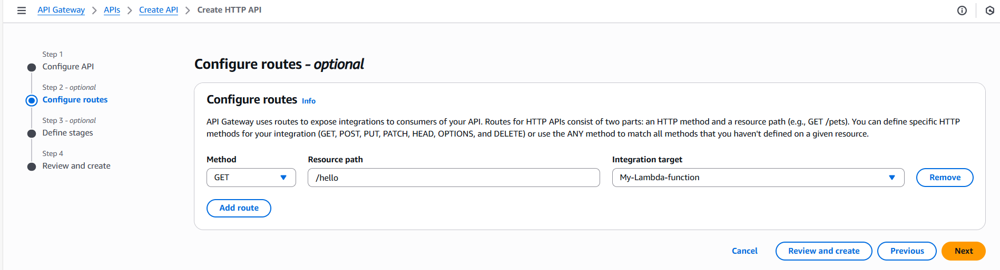 API Gateway > APIs > Create API > Create HTTP API
Step 1
Configure API
Step 2 - optional
Configure routes
Step 3 - optional
Define stages
Step 4
Review and create
Configure routes - optional
Configure routes Info
API Gateway uses routes to expose integrations to consumers of your API. Routes for HTTP APIs consist of two parts: an HTTP method and a resource path (e.g., GET /pets). You can define specific HTTP
methods for your integration (GET, POST, PUT, PATCH, HEAD, OPTIONS, and DELETE) or use the ANY method to match all methods that you haven't defined on a given resource.
Method Resource path Integration target
GET /hello My-Lambda-function Remove
Add route
Cancel Review and create Previous Next